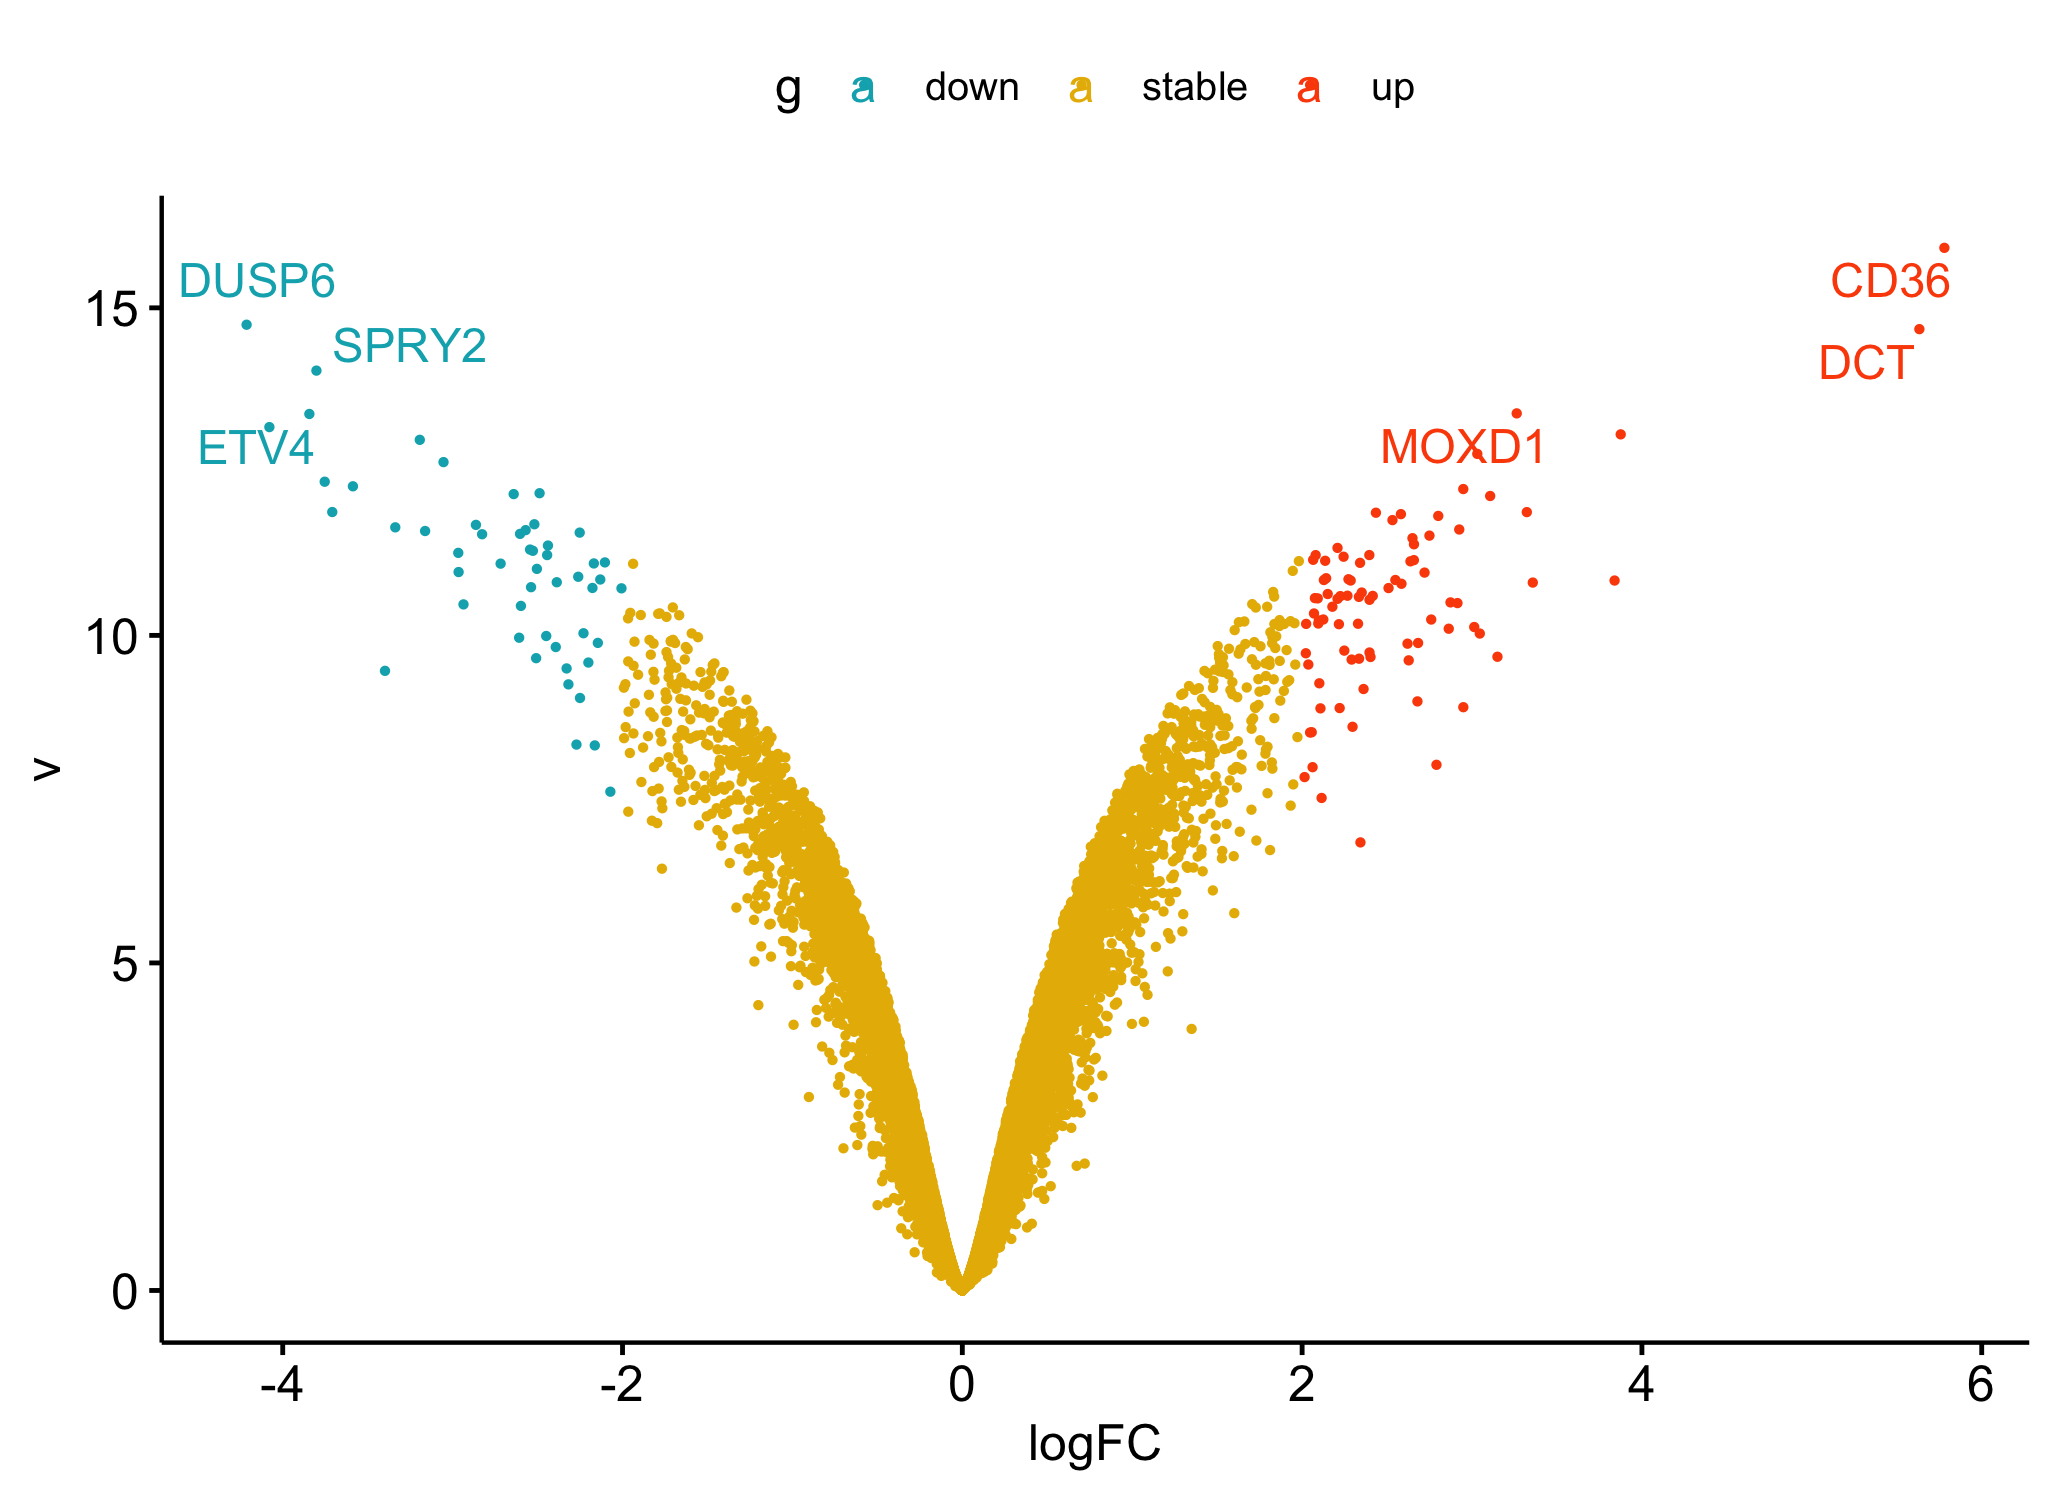 g a down a stable a up
DUSP6
SPRY2
ETV4
CD36
DCT
MOXD1
15
10
5
0
v
-4 -2 0 2 4 6
logFC